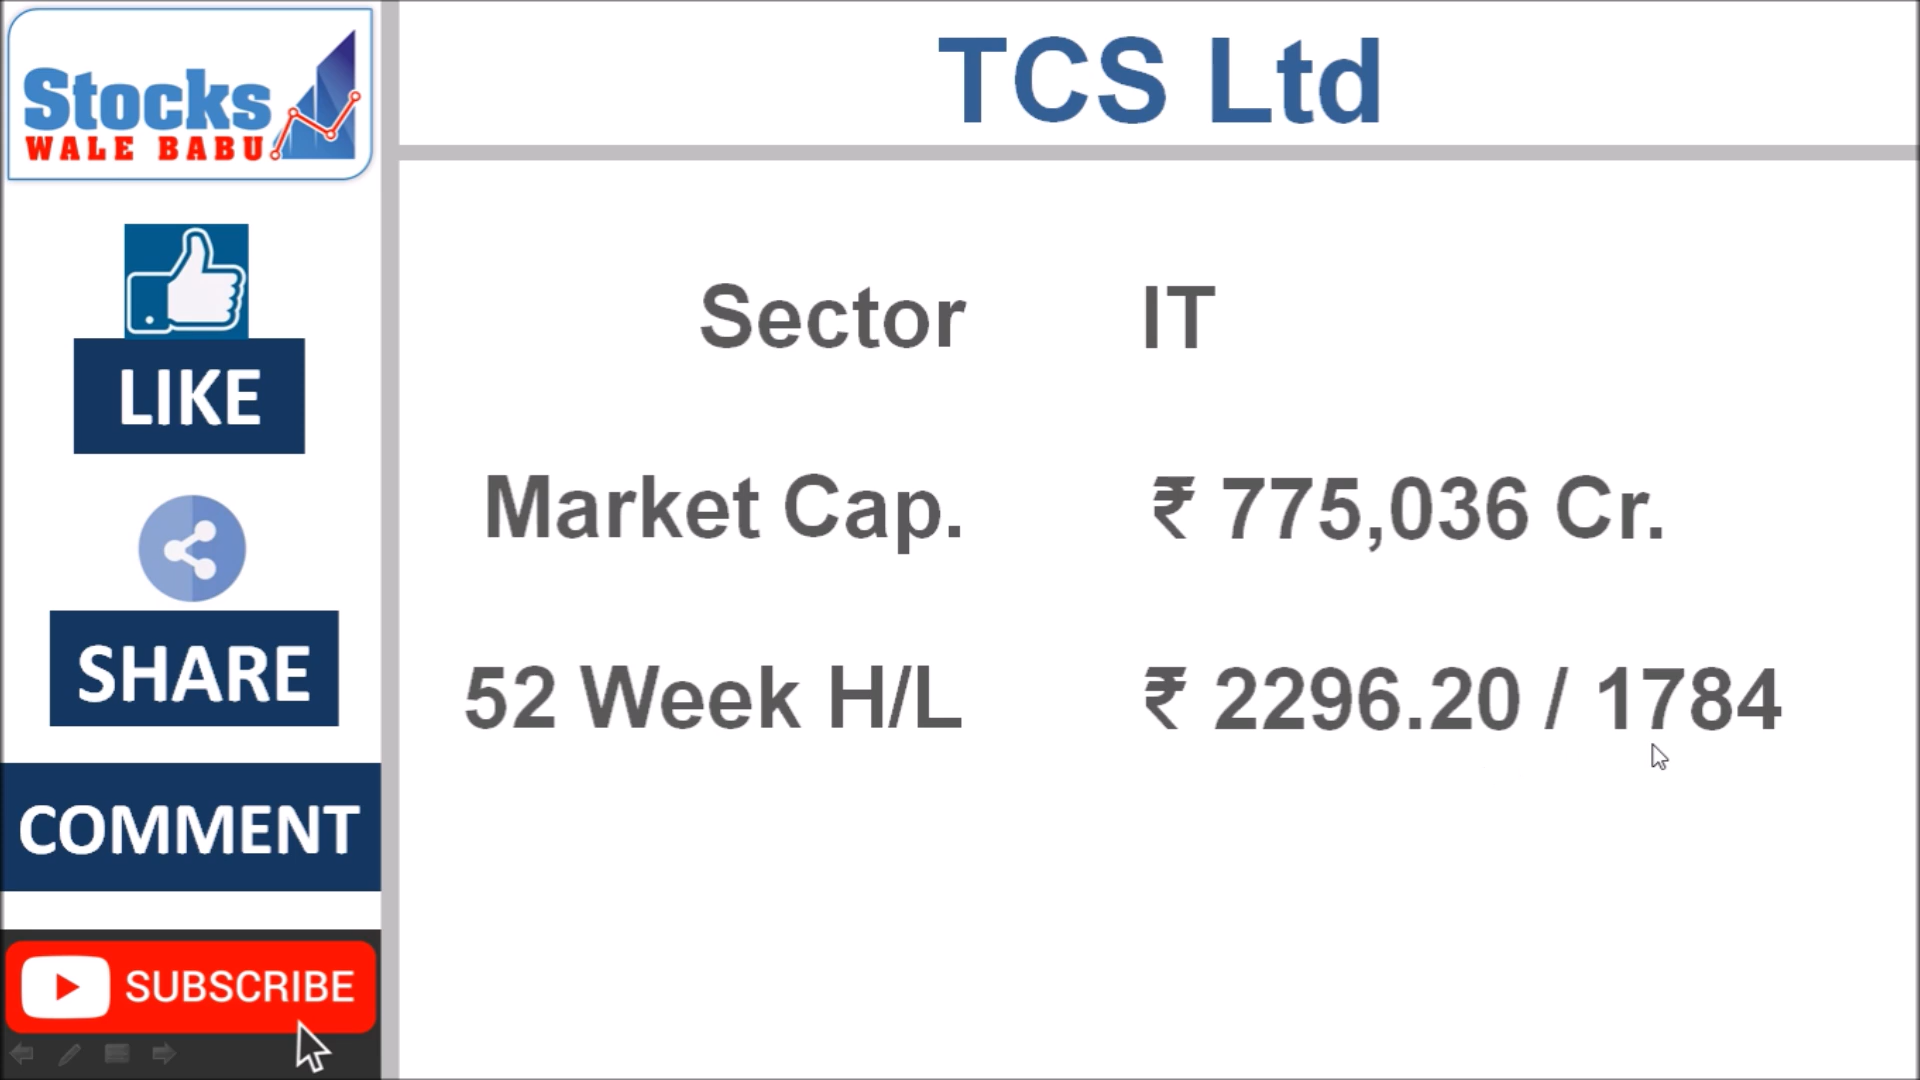 Stocks
WALE BABU
LIKE
SHARE
COMMENT
SUBSCRIBE
TCS Ltd
Sector IT
Market Cap. ₹ 775,036 Cr.
52 Week H/L ₹ 2296.20 / 1784